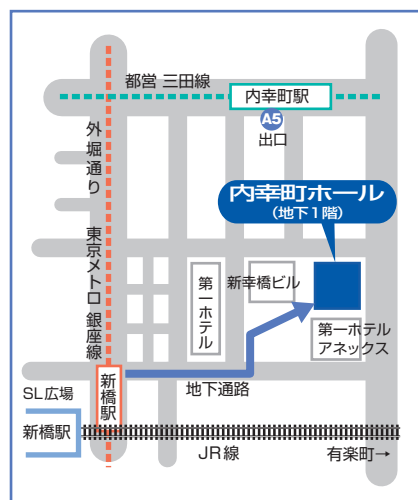 都営 三田線
内幸町駅
A5
出口
外堀通り
内幸町ホール
(地下1階)
東京メトロ 銀座線
第一ホテル
新幸橋ビル
第一ホテル
アネックス
新橋駅
地下通路
SL広場
新橋駅
JR線
有楽町→